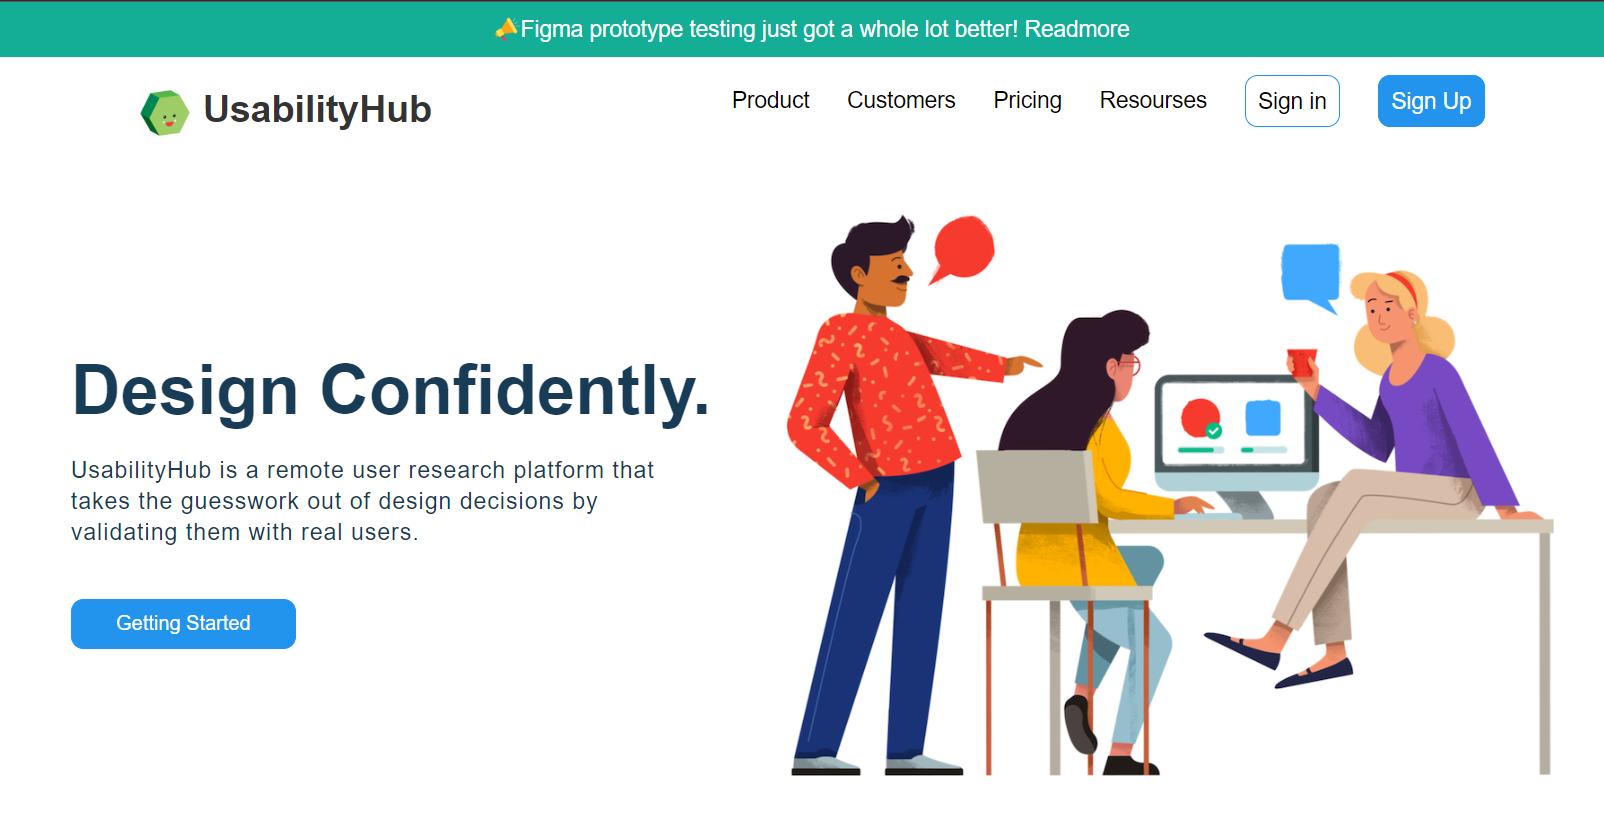 Figma prototype testing just got a whole lot better! Readmore
UsabilityHub
Product Customers Pricing Resourses Sign in Sign Up
Design Confidently.
UsabilityHub is a remote user research platform that
takes the guesswork out of design decisions by
validating them with real users.
Getting Started